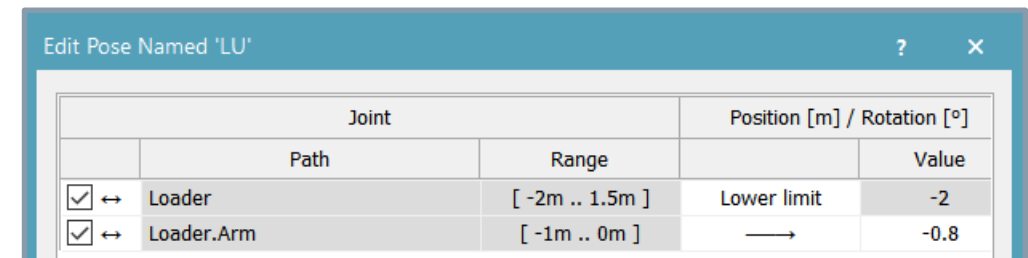 Edit Pose Named 'LU' ? ×
Joint Position [m] / Rotation [º]
Path Range Value
Loader [ -2m .. 1.5m ] Lower limit -2
Loader.Arm [ -1m .. 0m ] → -0.8